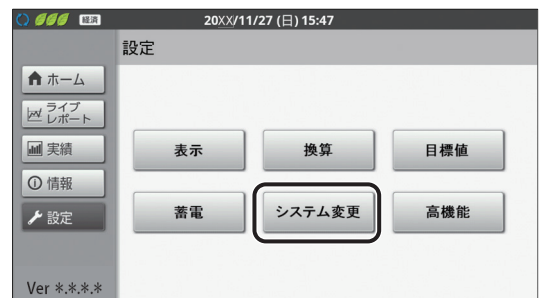 経済
20XX/11/27 (日) 15:47
設定
ホーム
ライブ
レポート
実績
情報
設定
表示
換算
目標値
蓄電
システム変更
高機能
Ver *.*.*.*